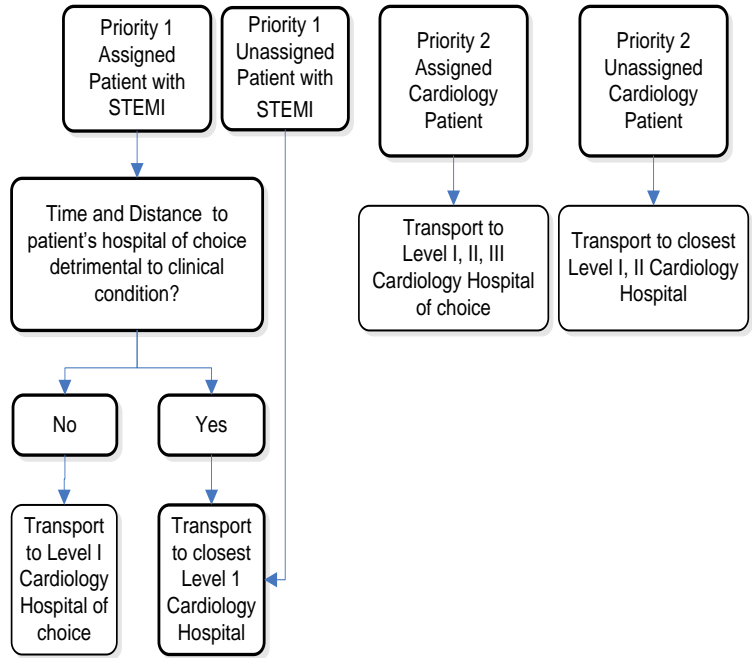 Priority 1
Assigned
Patient with
STEMI
Priority 1
Unassigned
Patient with
STEMI
Priority 2
Assigned
Cardiology
Patient
Priority 2
Unassigned
Cardiology
Patient
Time and Distance to
patient's hospital of choice
detrimental to clinical
condition?
Transport to
Level I, II, III
Cardiology Hospital
of choice
Transport to closest
Level I, II Cardiology
Hospital
No
Yes
Transport
to Level I
Cardiology
Hospital of
choice
Transport
to closest
Level 1
Cardiology
Hospital